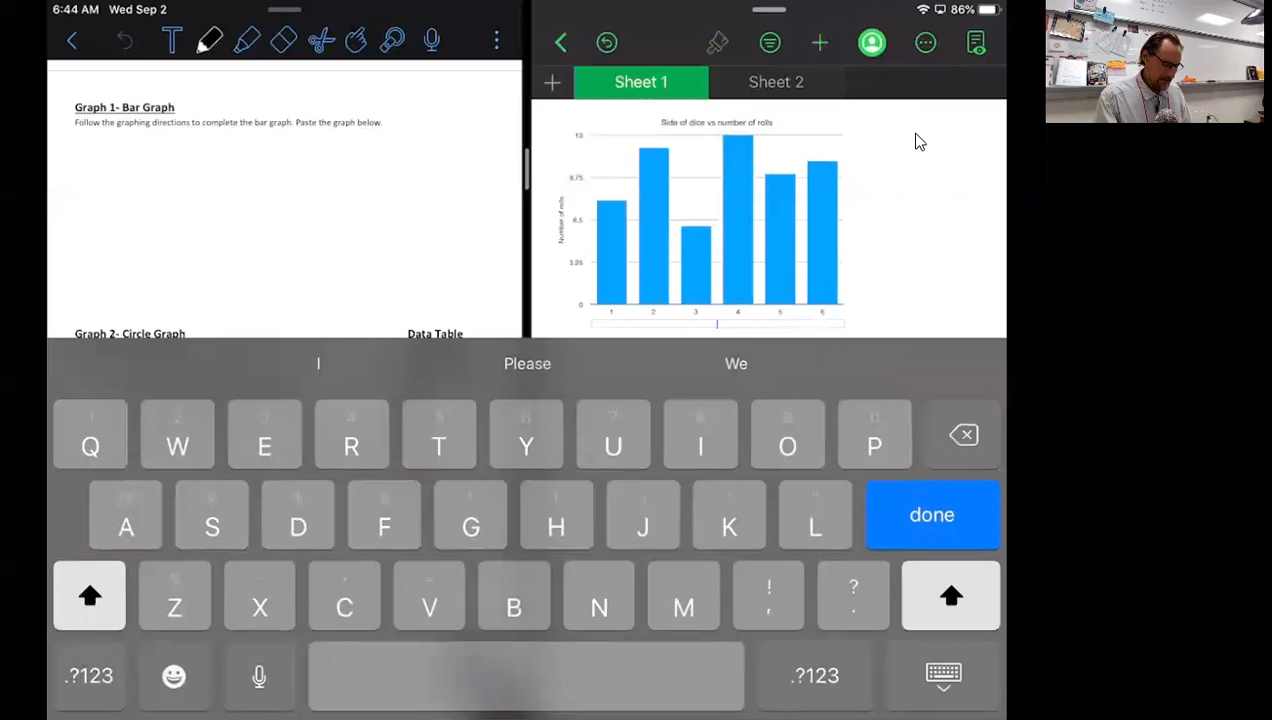 6:44 AM Wed Sep 2
86%
Sheet 1
Sheet 2
Graph 1- Bar Graph
Follow the graphing directions to complete the bar graph. Paste the graph below.
Side of dice vs number of rolls
Number of rolls
13
9.75
6.5
3.25
0
1 2 3 4 5 6
Graph 2- Circle Graph
Data Table
I Please We
Q W E R T Y U I O P
A S D F G H J K L done
Z X C V B N M ! , ? .
.?123 .?123